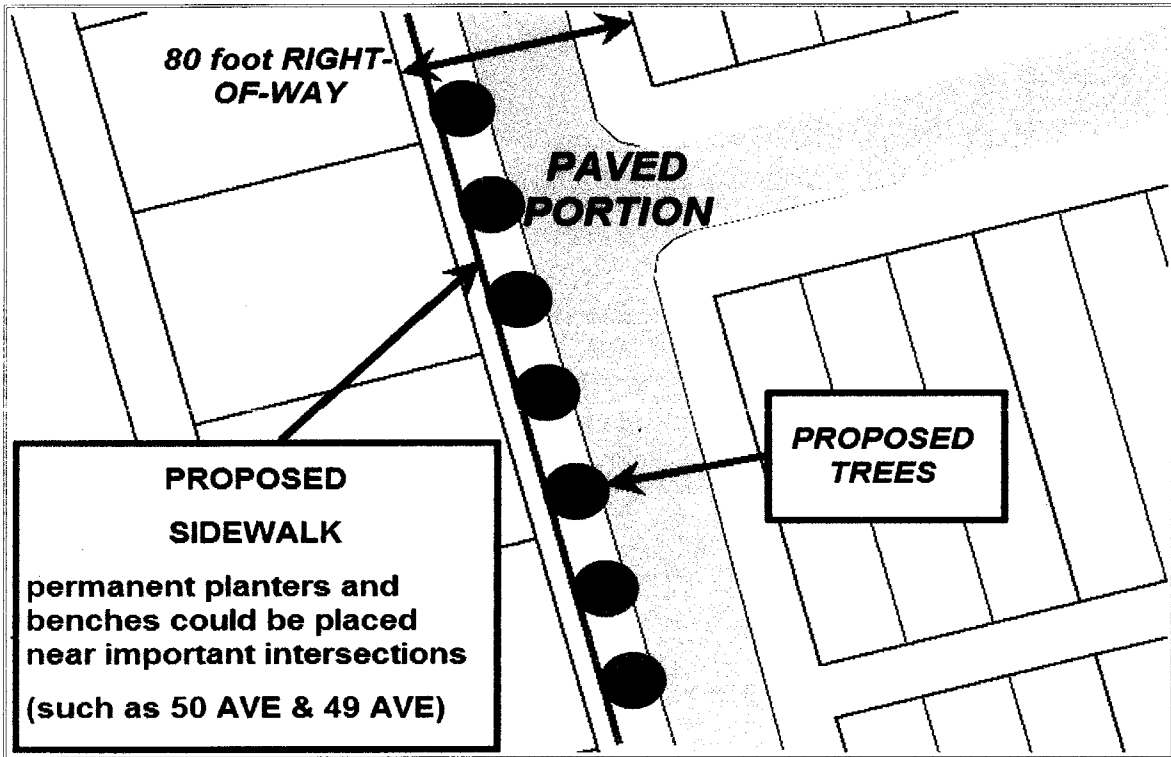 80 foot RIGHT-
OF-WAY
PAVED
PORTION
PROPOSED
TREES
PROPOSED
SIDEWALK
permanent planters and
benches could be placed
near important intersections
(such as 50 AVE & 49 AVE)